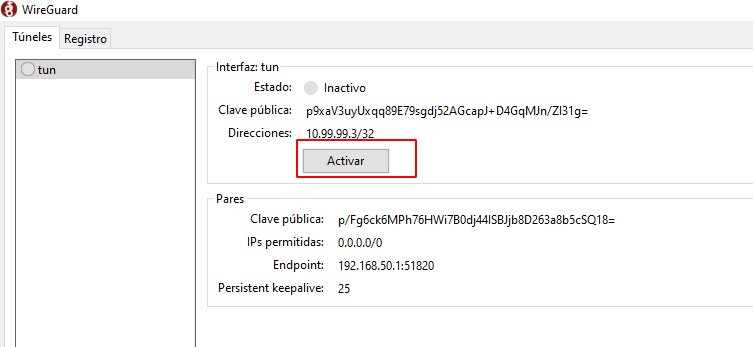 WireGuard
Túneles Registro
tun
Interfaz: tun
Estado: Inactivo
Clave pública: p9xaV3uyUxqq89E79sgdj52AGcapJ+D4GqMJn/ZI31g=
Direcciones: 10.99.99.3/32
Activar
Pares
Clave pública: p/Fg6ck6MPh76HWi7B0dj44lSBJjb8D263a8b5cSQ18=
IPs permitidas: 0.0.0.0/0
Endpoint: 192.168.50.1:51820
Persistent keepalive: 25